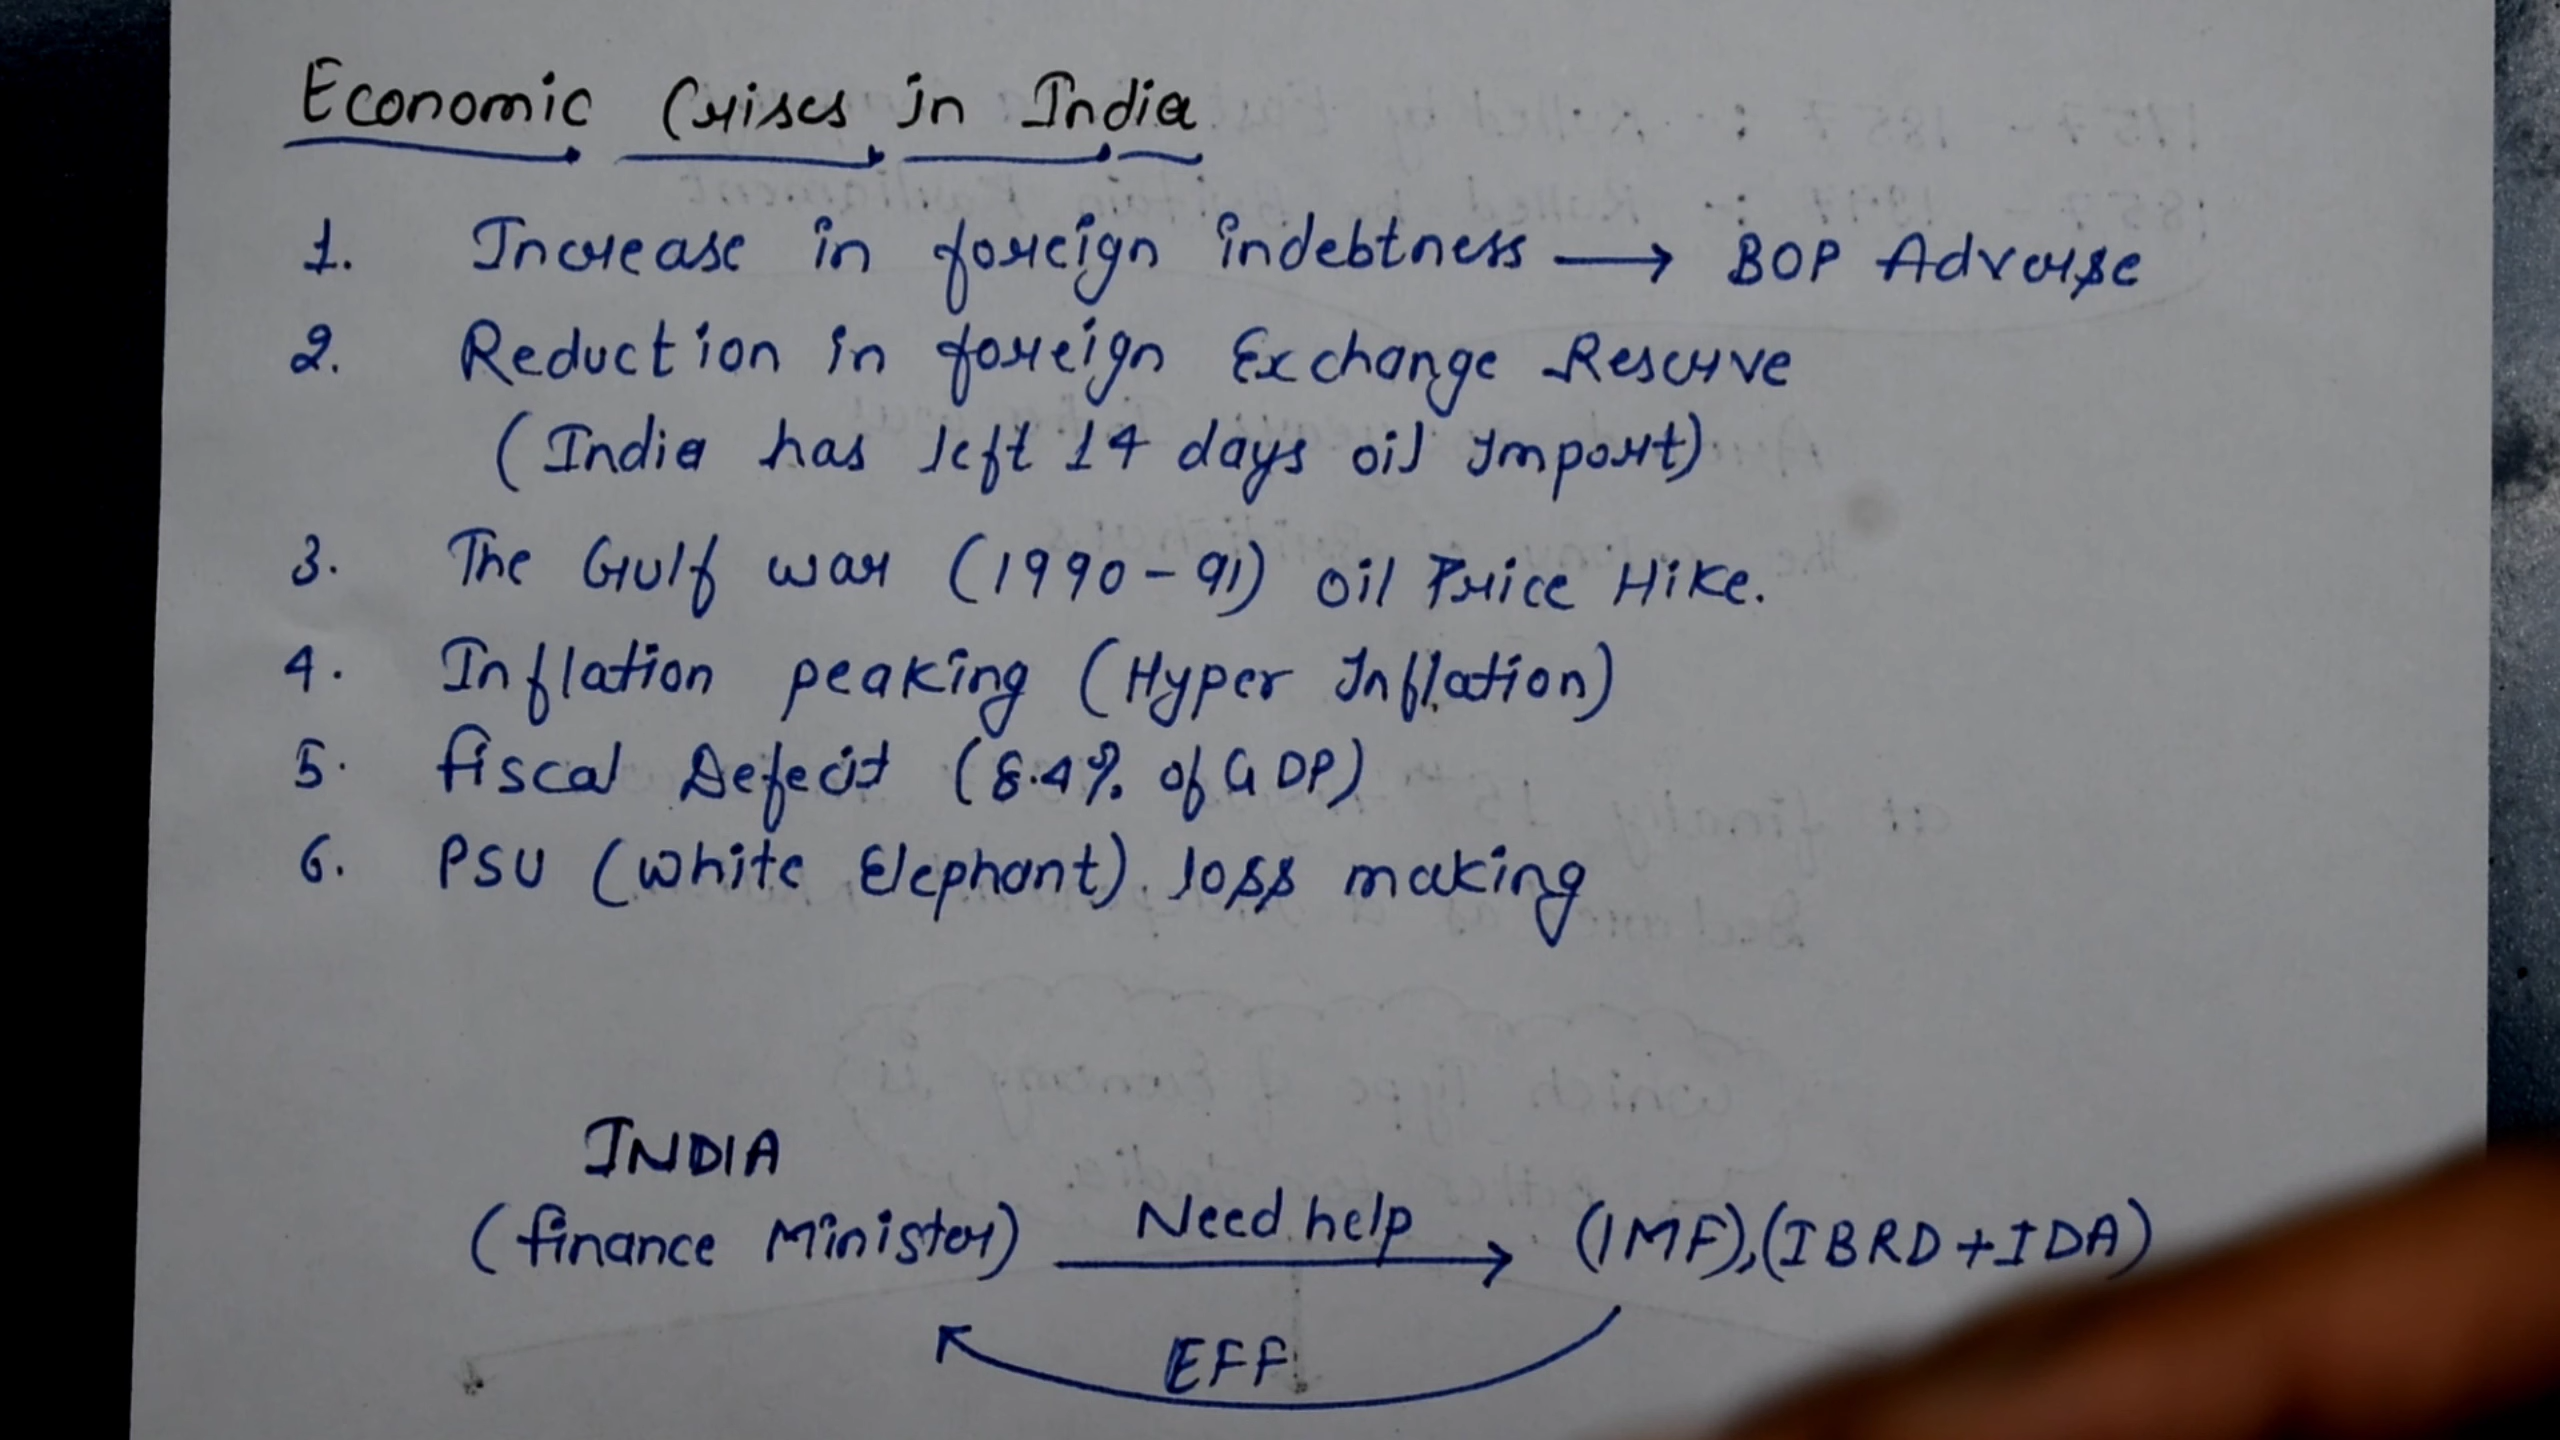 Economic Crises in India
1. Increase in foreign indebtness → BOP Adverse
2. Reduction in foreign Exchange Reserve
(India has left 14 days oil Import)
3. The Gulf war (1990-91) oil Price Hike.
4. Inflation peaking (Hyper Inflation)
5. fiscal Defecit (8.4% of GDP)
6. PSU (white Elephant) loss making
INDIA
(finance Minister) Need help → (IMF), (IBRD+IDA)
EFF